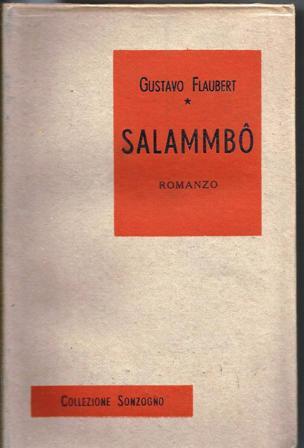 GUSTAVO FLAUBERT
★
SALAMMBÔ
ROMANZO
COLLEZIONE SONZOGNO